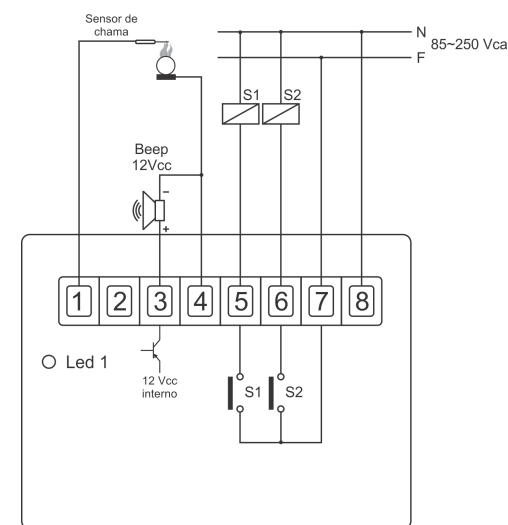 Sensor de
chama
N
85~250 Vca
F
S1
S2
Beep
12Vcc
-
+
1
2
3
4
5
6
7
8
Led 1
12 Vcc
interno
S1
S2